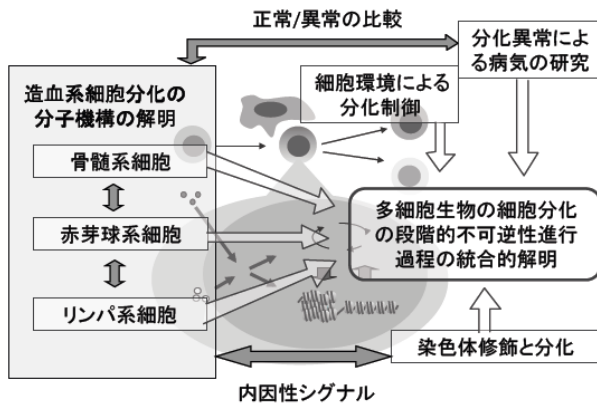 正常/異常の比較
分化異常によ
る病気の研究
細胞環境による
分化制御
造血系細胞分化の
分子機構の解明
骨髄系細胞
赤芽球系細胞
リンパ系細胞
多細胞生物の細胞分化
の段階的不可逆性進行
過程の統合的解明
染色体修飾と分化
内因性シグナル